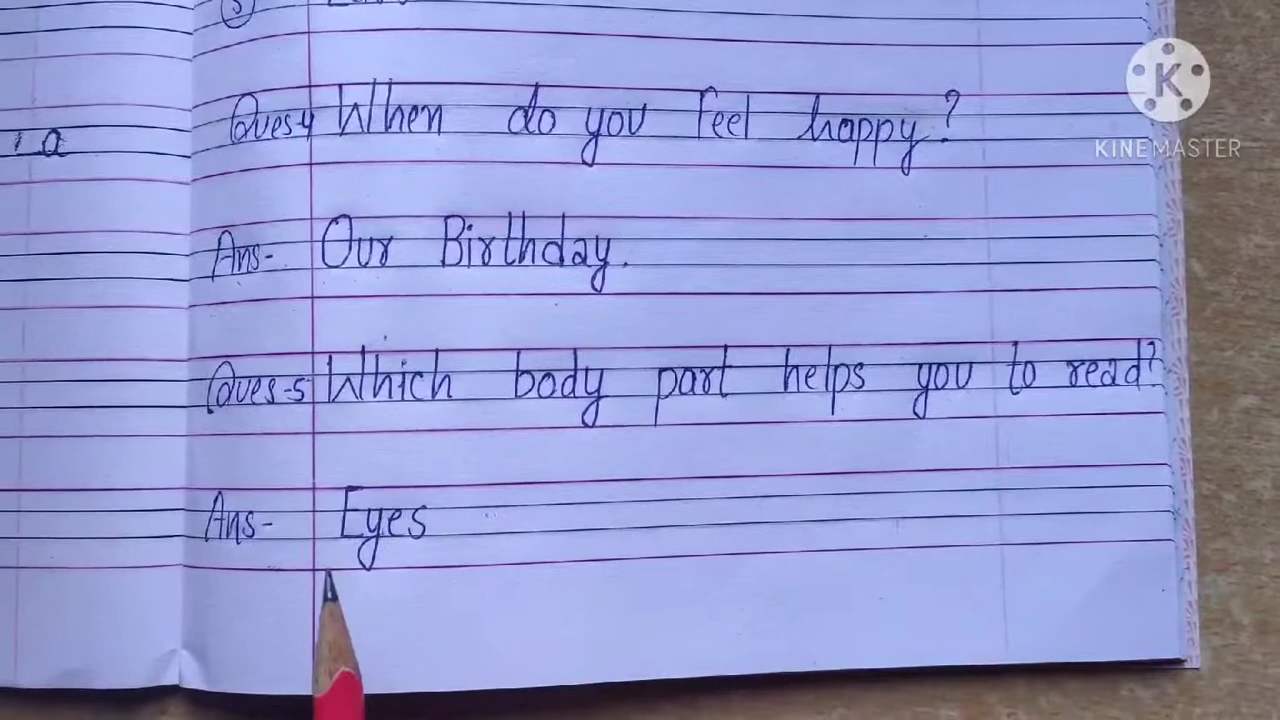 Ques4 When do you feel happy?
Ans- Our Birthday.
Ques-5 Which body part helps you to read?
Ans- Eyes
a
K
KINEMASTER